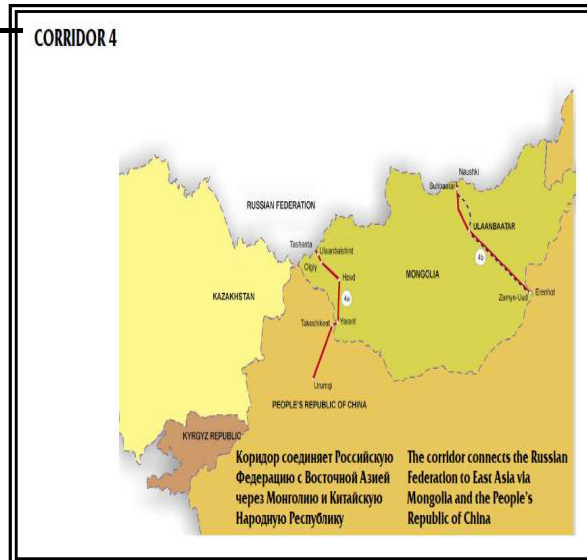 CORRIDOR 4
Naushki
Suhbaatar
RUSSIAN FEDERATION
ULAANBAATAR
Tashanta
Ulaanbaishint
Olgiy
4b
MONGOLIA
Hovd
Erenhot
KAZAKHSTAN
4a
Zamyn-Uud
Takeshikent
Yarant
Urumqi
PEOPLE'S REPUBLIC OF CHINA
KYRGYZ REPUBLIC
Коридор соединяет Российскую
Федерацию с Восточной Азией
через Монголию и Китайскую
Народную Республику
The corridor connects the Russian
Federation to East Asia via
Mongolia and the People's
Republic of China